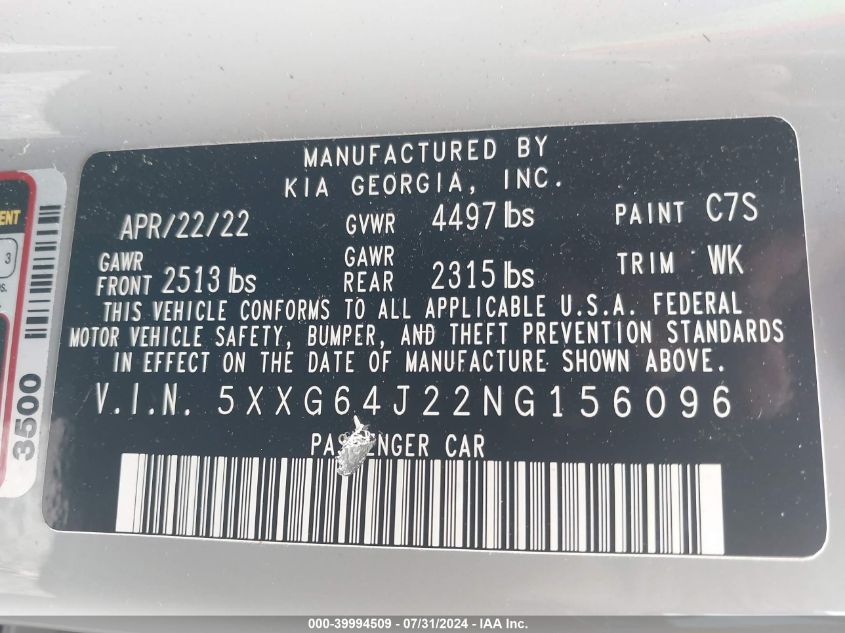 MANUFACTURED BY
KIA GEORGIA, INC.
APR/22/22 GVWR 4497 lbs PAINT C7S
GAWR FRONT 2513 lbs GAWR REAR 2315 lbs TRIM WK
THIS VEHICLE CONFORMS TO ALL APPLICABLE U.S.A. FEDERAL
MOTOR VEHICLE SAFETY, BUMPER, AND THEFT PREVENTION STANDARDS
IN EFFECT ON THE DATE OF MANUFACTURE SHOWN ABOVE.
V.I.N. 5XXG64J22NG156096
PASSENGER CAR
3
3500
000-39994509 - 07/31/2024 - IAA Inc.